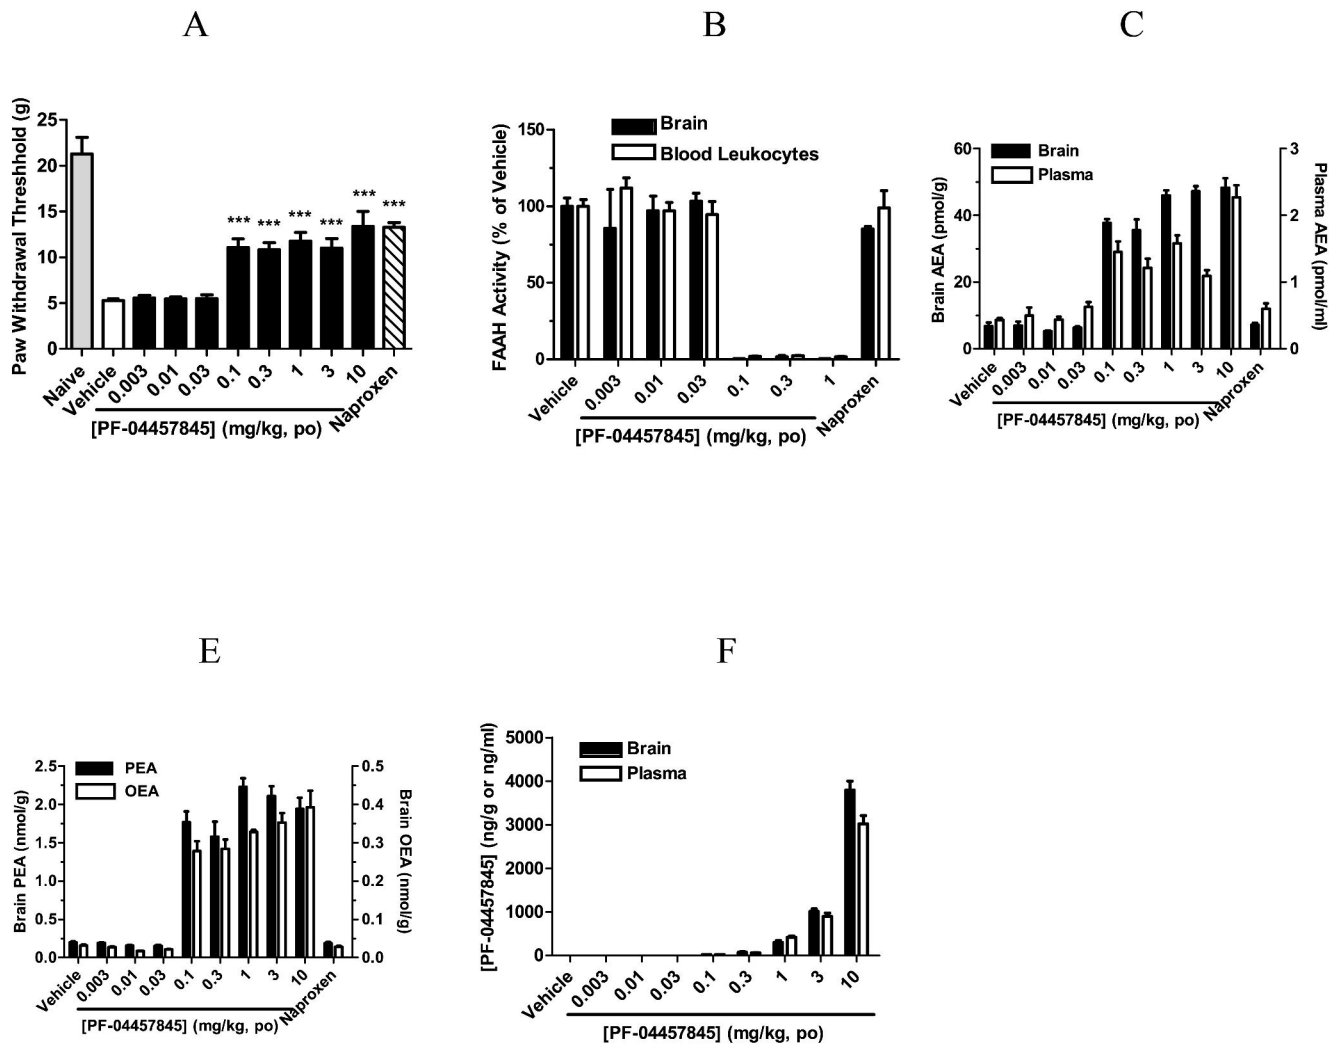 A
Paw Withdrawal Threshhold (g)
25
20
15
10
5
0
***
***
***
***
***
***
Naive
Vehicle
0.003
0.01
0.03
0.1
0.3
1
3
10
Naproxen
[PF-04457845] (mg/kg, po)
B
FAAH Activity (% of Vehicle)
150
100
50
0
Brain
Blood Leukocytes
Vehicle
0.003
0.01
0.03
0.1
0.3
1
Naproxen
[PF-04457845] (mg/kg, po)
C
Brain AEA (pmol/g)
60
40
20
0
Brain
Plasma
3
2
1
0
Plasma AEA (pmol/ml)
Vehicle
0.003
0.01
0.03
0.1
0.3
1
3
10
Naproxen
[PF-04457845] (mg/kg, po)
E
Brain PEA (nmol/g)
2.5
2.0
1.5
1.0
0.5
0.0
PEA
OEA
0.5
0.4
0.3
0.2
0.1
0.0
Brain OEA
(nmol/g)
Vehicle
0.003
0.01
0.03
0.1
0.3
1
3
10
Naproxen
[PF-04457845] (mg/kg, po)
F
[PF-04457845] (ng/g or ng/ml)
5000
4000
3000
2000
1000
0
Brain
Plasma
Vehicle
0.003
0.01
0.03
0.1
0.3
1
3
10
[PF-04457845] (mg/kg, po)